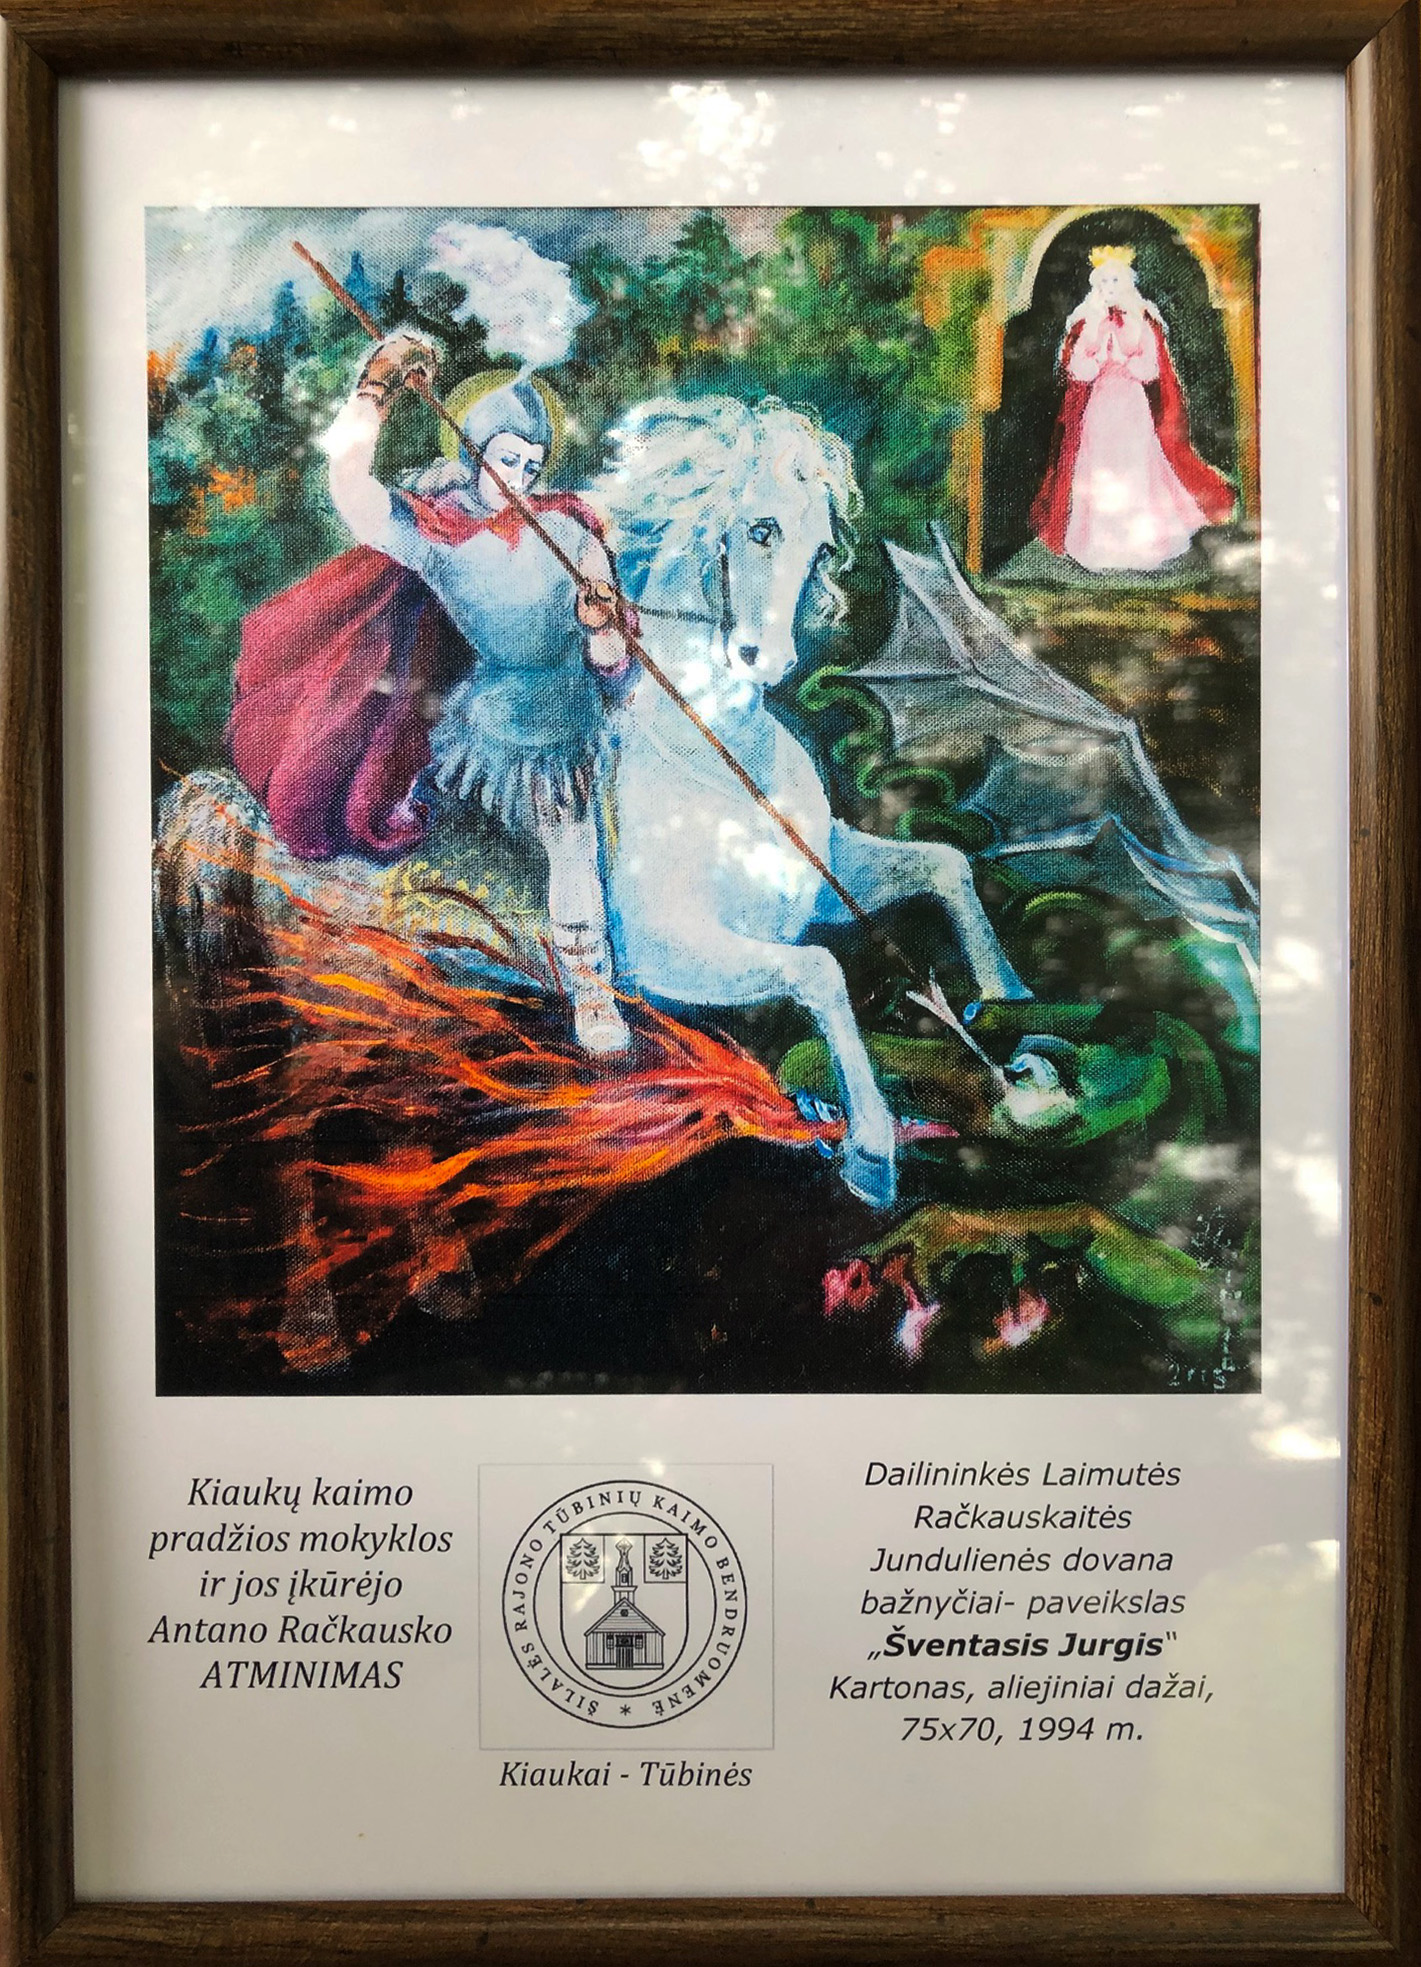 Kiaukų kaimo
pradžios mokyklos
ir jos įkūrėjo
Antano Račkausko
ATMINIMAS
ŠILALĖS RAJONO TŪBINIŲ KAIMO BENDRUOMENĖ *
Kiaukai - Tūbinės
Dailininkės Laimutės
Račkauskaitės
Jundulienės dovana
bažnyčiai- paveikslas
„Šventasis Jurgis“
Kartonas, aliejiniai dažai,
75x70, 1994 m.